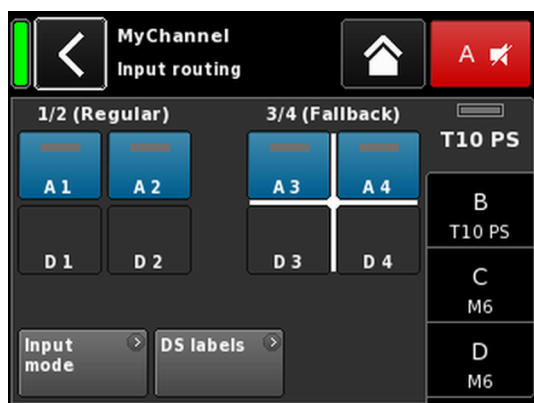 MyChannel
Input routing
A
1/2 (Regular)
3/4 (Fallback)
T10 PS
A 1
A 2
A 3
A 4
B
T10 PS
D 1
D 2
D 3
D 4
C
M6
Input
mode
DS labels
D
M6